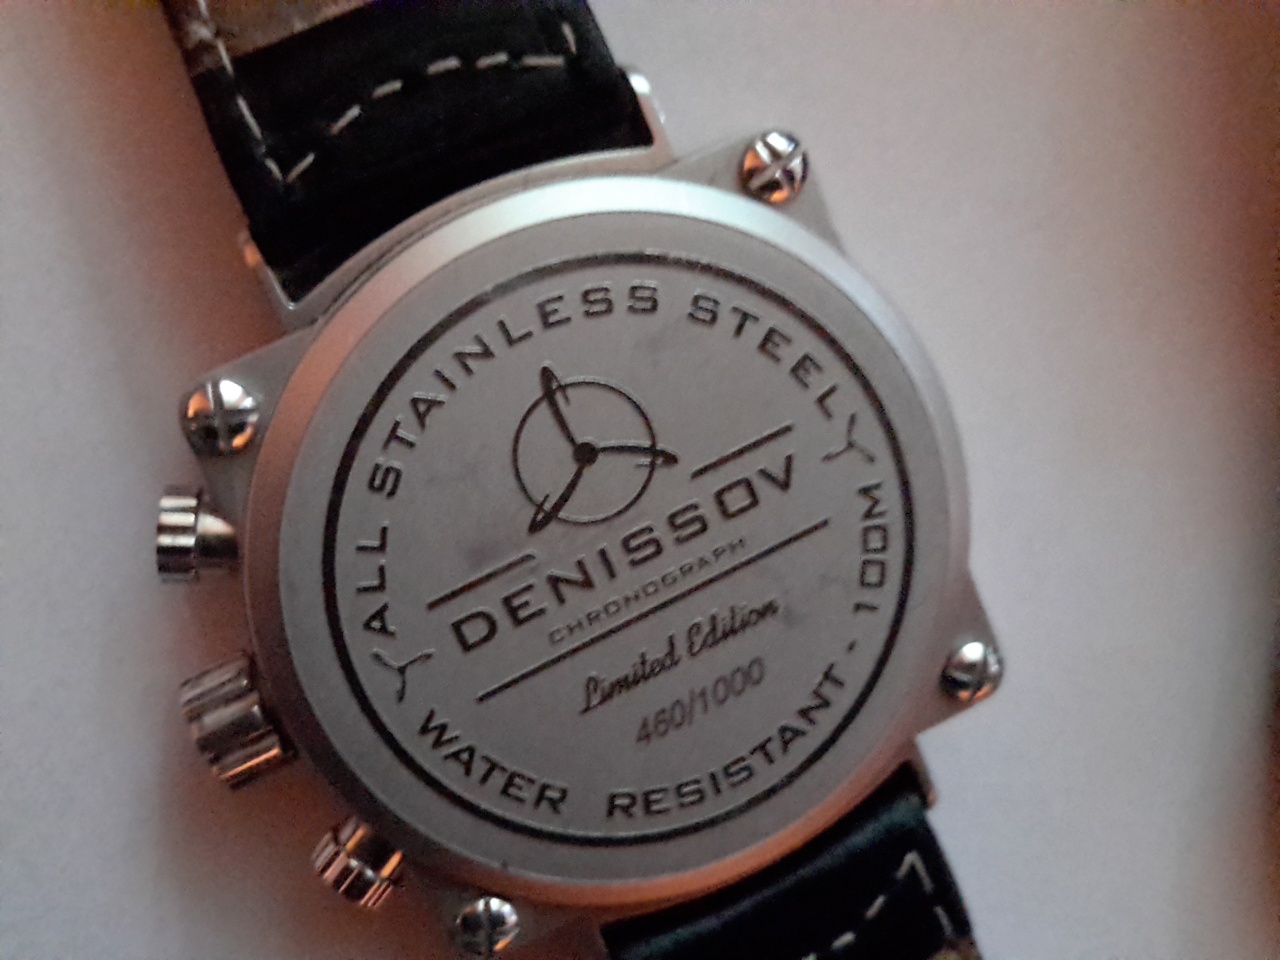 ALL STAINLESS STEEL
DENISSOV
CHRONOGRAPH
Limited Edition
460/1000
WATER RESISTANT - 100M